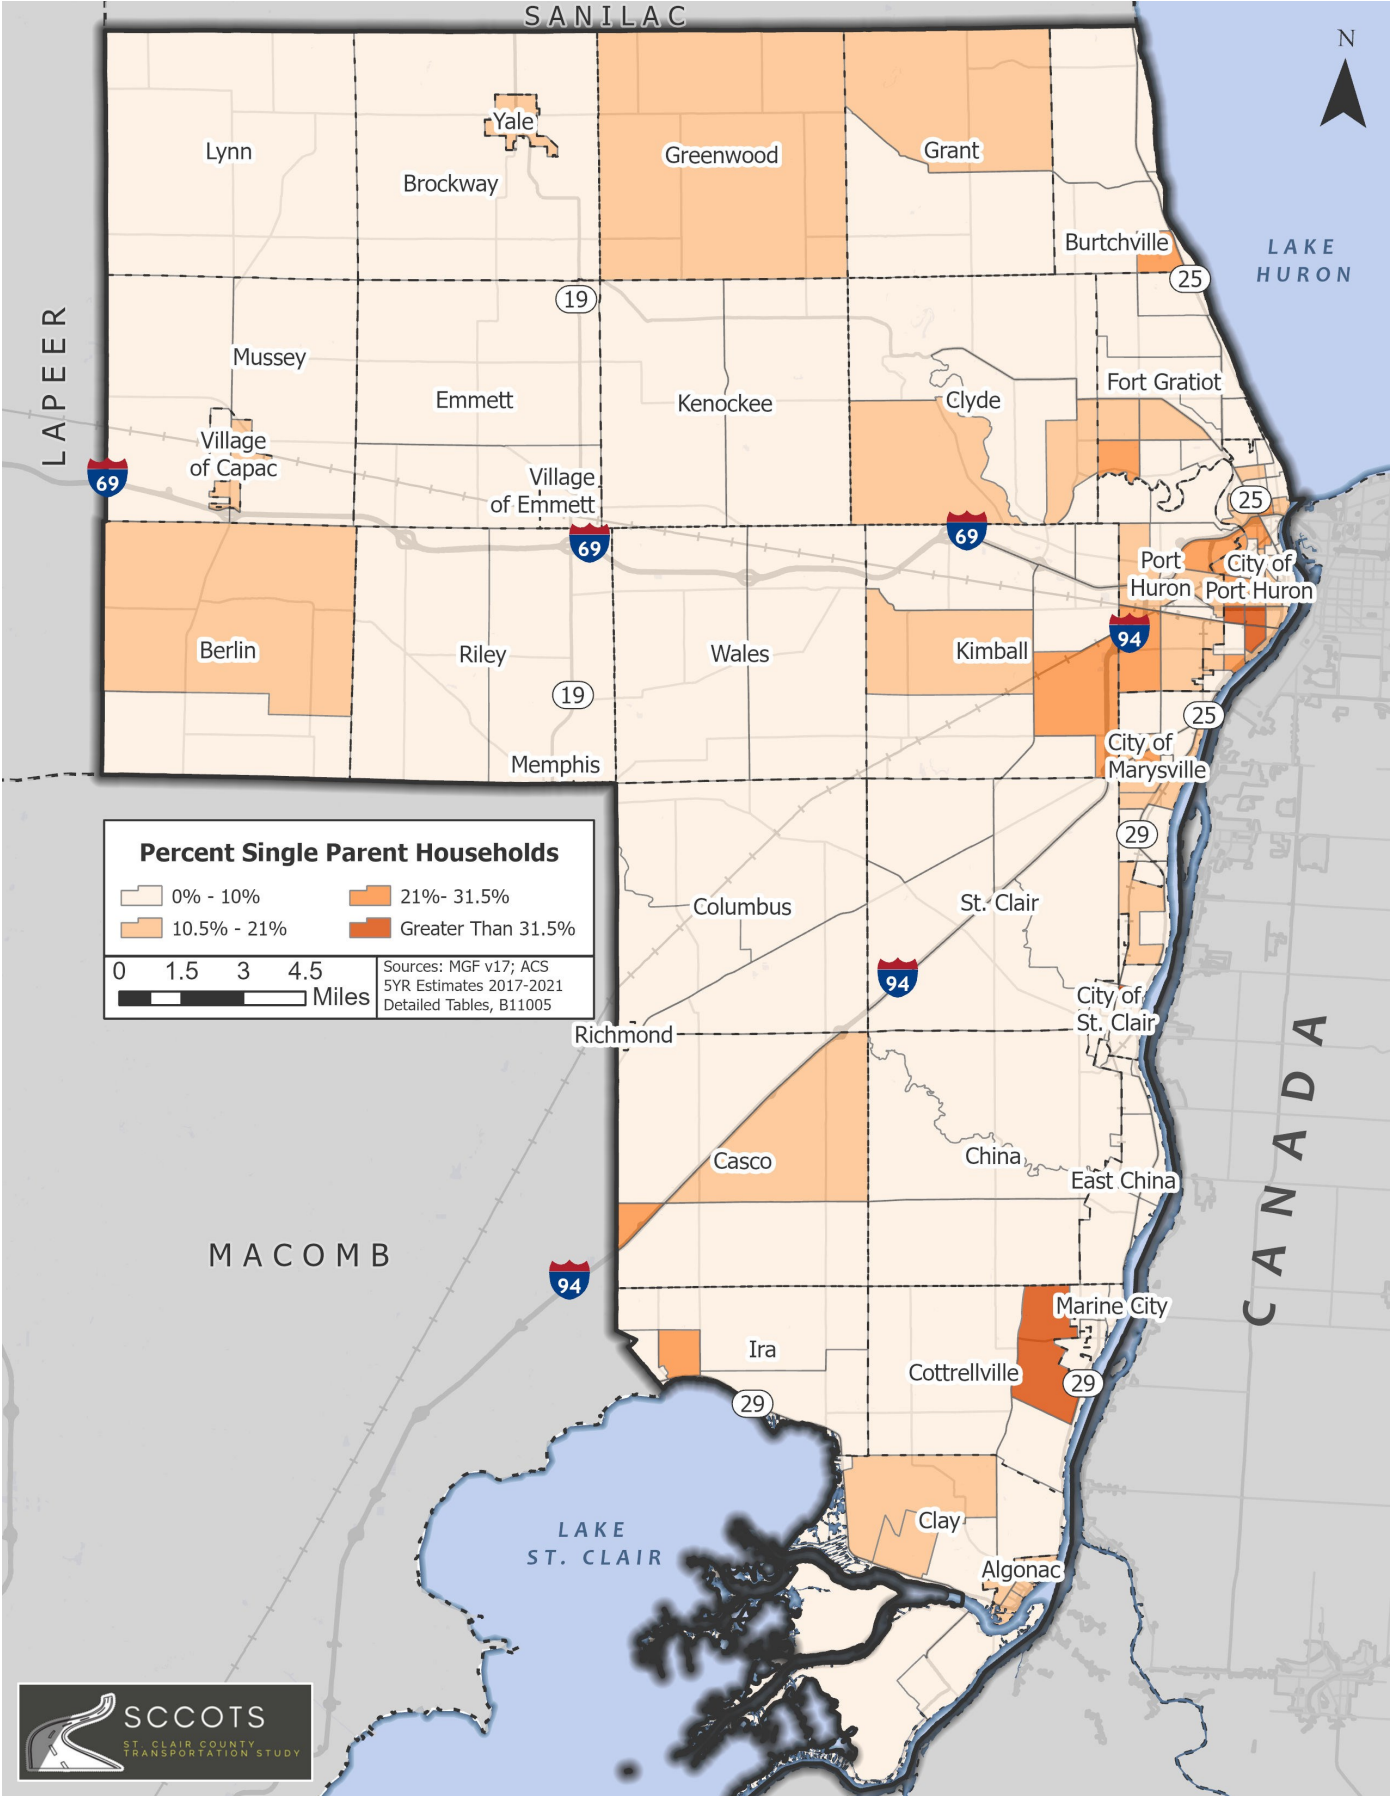 SANILAC
N
Yale
Lynn
Greenwood
Grant
Brockway
Burtchville
LAKE
HURON
25
19
LAPEER
Mussey
Emmett
Kenockee
Clyde
Fort Gratiot
Village
of Capac
69
Village
of Emmett
25
69
69
Port
Huron
City of
Port Huron
94
Berlin
Riley
Wales
Kimball
19
25
City of
Marysville
Memphis
29
Percent Single Parent Households
0% - 10%
21%- 31.5%
10.5% - 21%
Greater Than 31.5%
0 1.5 3 4.5
Miles
Sources: MGF v17; ACS
5YR Estimates 2017-2021
Detailed Tables, B11005
Columbus
St. Clair
94
City of
St. Clair
Richmond
CANADA
Casco
China
East China
MACOMB
94
Marine City
Ira
Cottrellville
29
29
Clay
LAKE
ST. CLAIR
Algonac
SCCOTS
ST. CLAIR COUNTY
TRANSPORTATION STUDY